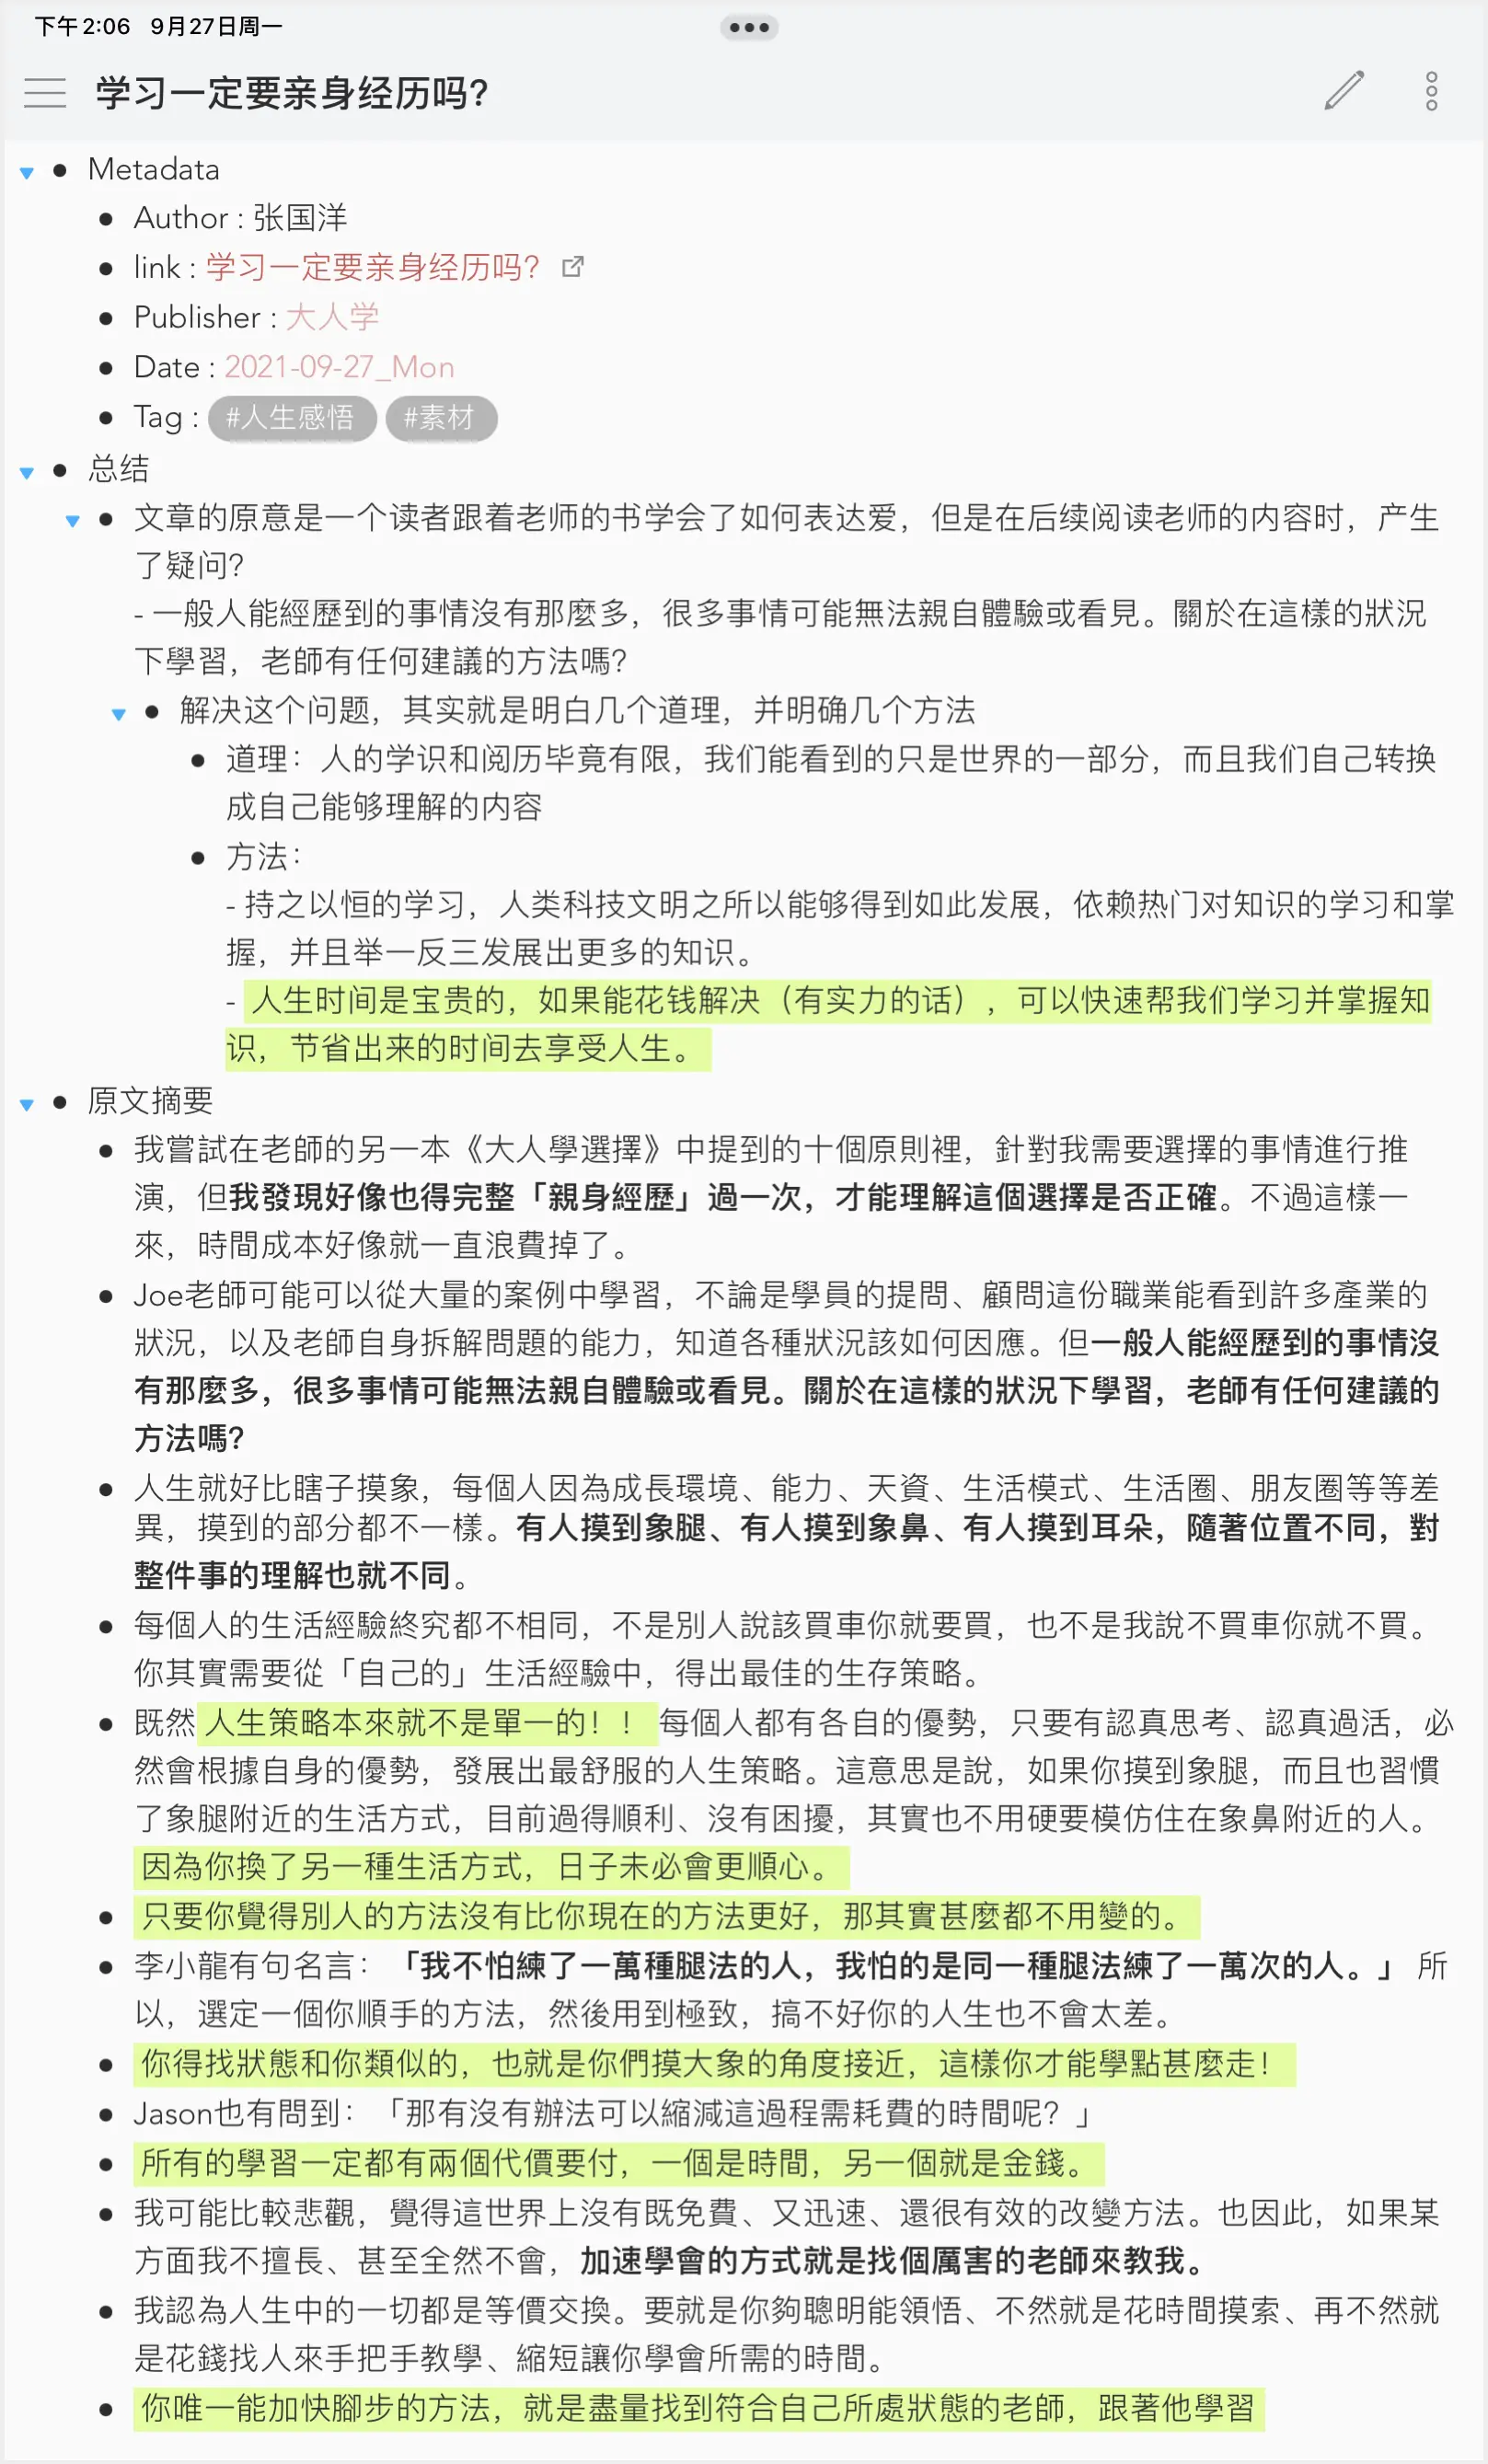 下午2:06 9月27日周一
学习一定要亲身经历吗？
Metadata
Author : 张国洋
link : 学习一定要亲身经历吗？
Publisher : 大人学
Date : 2021-09-27_Mon
Tag : #人生感悟 #素材
总结
文章的原意是一个读者跟着老师的书学会了如何表达爱，但是在后续阅读老师的内容时，产生
了疑问？
- 一般人能經歷到的事情沒有那麼多，很多事情可能無法親自體驗或看見。關於在這樣的狀況
下學習，老師有任何建議的方法嗎？
解决这个问题，其实就是明白几个道理，并明确几个方法
道理：人的学识和阅历毕竟有限，我们能看到的只是世界的一部分，而且我们自己转换
成自己能够理解的内容
方法：
- 持之以恒的学习，人类科技文明之所以能够得到如此发展，依赖热门对知识的学习和掌
握，并且举一反三发展出更多的知识。
- 人生时间是宝贵的，如果能花钱解决（有实力的话），可以快速帮我们学习并掌握知
识，节省出来的时间去享受人生。
原文摘要
我嘗試在老師的另一本《大人學選擇》中提到的十個原則裡，針對我需要選擇的事情進行推
演，但我發現好像也得完整「親身經歷」過一次，才能理解這個選擇是否正確。不過這樣一
來，時間成本好像就一直浪費掉了。
Joe老師可能可以從大量的案例中學習，不論是學員的提問、顧問這份職業能看到許多產業的
狀況，以及老師自身拆解問題的能力，知道各種狀況該如何因應。但一般人能經歷到的事情沒
有那麼多，很多事情可能無法親自體驗或看見。關於在這樣的狀況下學習，老師有任何建議的
方法嗎？
人生就好比瞎子摸象，每個人因為成長環境、能力、天資、生活模式、生活圈、朋友圈等等差
異，摸到的部分都不一樣。有人摸到象腿、有人摸到象鼻、有人摸到耳朵，隨著位置不同，對
整件事的理解也就不同。
每個人的生活經驗終究都不相同，不是別人說該買車你就要買，也不是我說不買車你就不買。
你其實需要從「自己的」生活經驗中，得出最佳的生存策略。
既然人生策略本來就不是單一的！！每個人都有各自的優勢，只要有認真思考、認真過活，必
然會根據自身的優勢，發展出最舒服的人生策略。這意思是說，如果你摸到象腿，而且也習慣
了象腿附近的生活方式，目前過得順利、沒有困擾，其實也不用硬要模仿住在象鼻附近的人。
因為你換了另一種生活方式，日子未必會更順心。
只要你覺得別人的方法沒有比你現在的方法更好，那其實甚麼都不用變的。
李小龍有句名言：「我不怕練了一萬種腿法的人，我怕的是同一種腿法練了一萬次的人。」所
以，選定一個你順手的方法，然後用到極致，搞不好你的人生也不會太差。
你得找狀態和你類似的，也就是你們摸大象的角度接近，這樣你才能學點甚麼走！
Jason也有問到：「那有沒有辦法可以縮減這過程需耗費的時間呢？」
所有的學習一定都有兩個代價要付，一個是時間，另一個就是金錢。
我可能比較悲觀，覺得這世界上沒有既免費、又迅速、還很有效的改變方法。也因此，如果某
方面我不擅長、甚至全然不會，加速學會的方式就是找個厲害的老師來教我。
我認為人生中的一切都是等價交換。要就是你夠聰明能領悟、不然就是花時間摸索、再不然就
是花錢找人來手把手教學、縮短讓你學會所需的時間。
你唯一能加快腳步的方法，就是盡量找到符合自己所處狀態的老師，跟著他學習